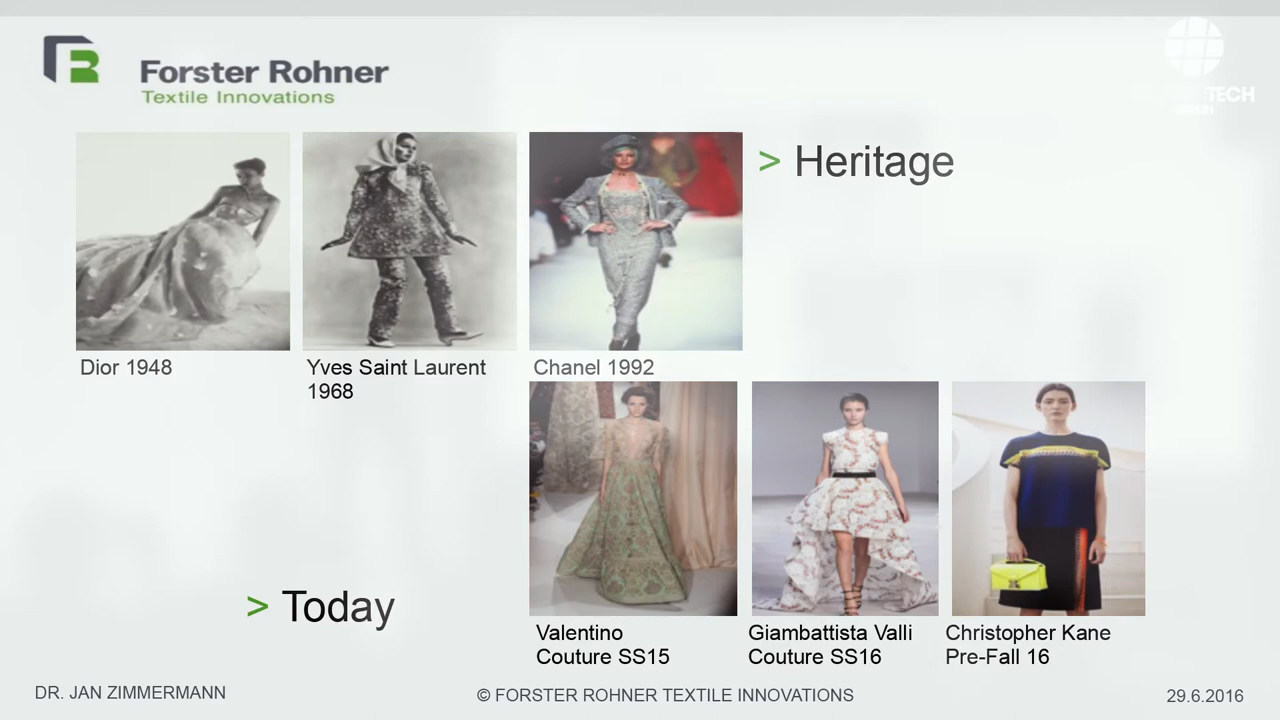 Forster Rohner
Textile Innovations
TECH
> Heritage
Dior 1948
Yves Saint Laurent
1968
Chanel 1992
> Today
Valentino
Couture SS15
Giambattista Valli
Couture SS16
Christopher Kane
Pre-Fall 16
DR. JAN ZIMMERMANN
© FORSTER ROHNER TEXTILE INNOVATIONS
29.6.2016